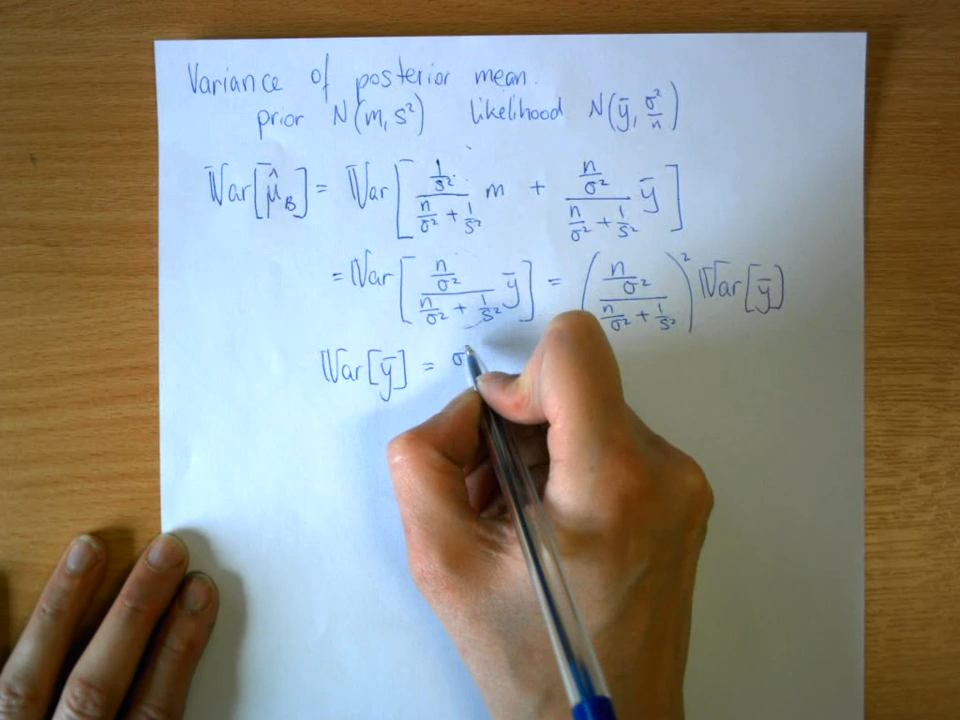 Variance of posterior mean.
prior N(m, s²) likelihood N(ȳ, σ²/n)
𝕍ar[μ̂_B] = 𝕍ar[(1/s²)/(n/σ² + 1/s²) m + (n/σ²)/(n/σ² + 1/s²) ȳ]
= 𝕍ar[(n/σ²)/(n/σ² + 1/s²) ȳ] = ((n/σ²)/(n/σ² + 1/s²))² 𝕍ar[ȳ]
𝕍ar[ȳ] = σ